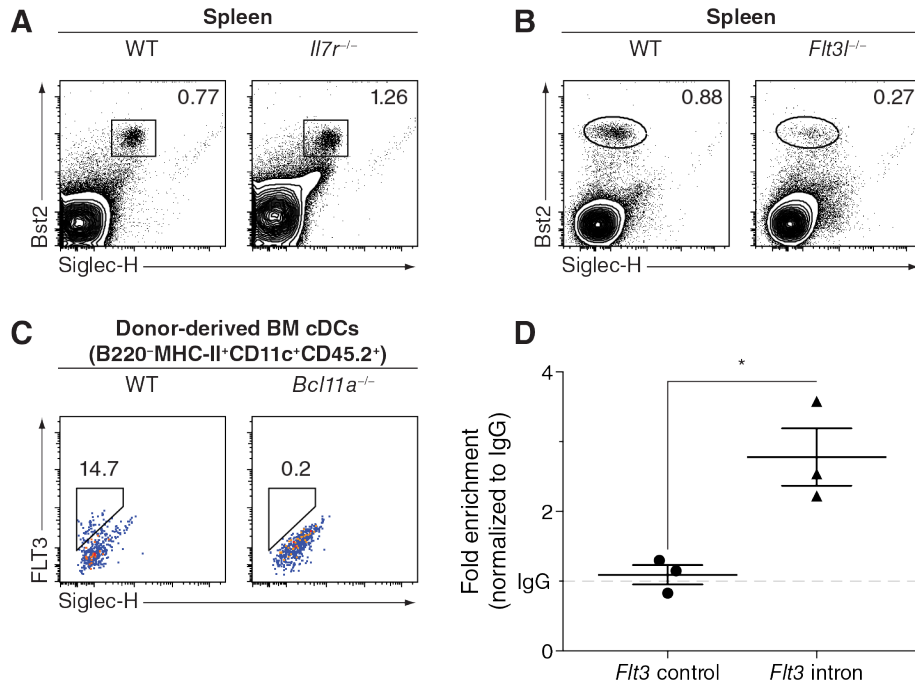 A
Spleen
WT
Il7r⁻/⁻
0.77
1.26
Bst2
Siglec-H
B
Spleen
WT
Flt3l⁻/⁻
0.88
0.27
Bst2
Siglec-H
C
Donor-derived BM cDCs
(B220⁻MHC-II⁺CD11c⁺CD45.2⁺)
WT
Bcl11a⁻/⁻
14.7
0.2
FLT3
Siglec-H
D
Fold enrichment
(normalized to IgG)
4
2
IgG
0
*
Flt3 control
Flt3 intron